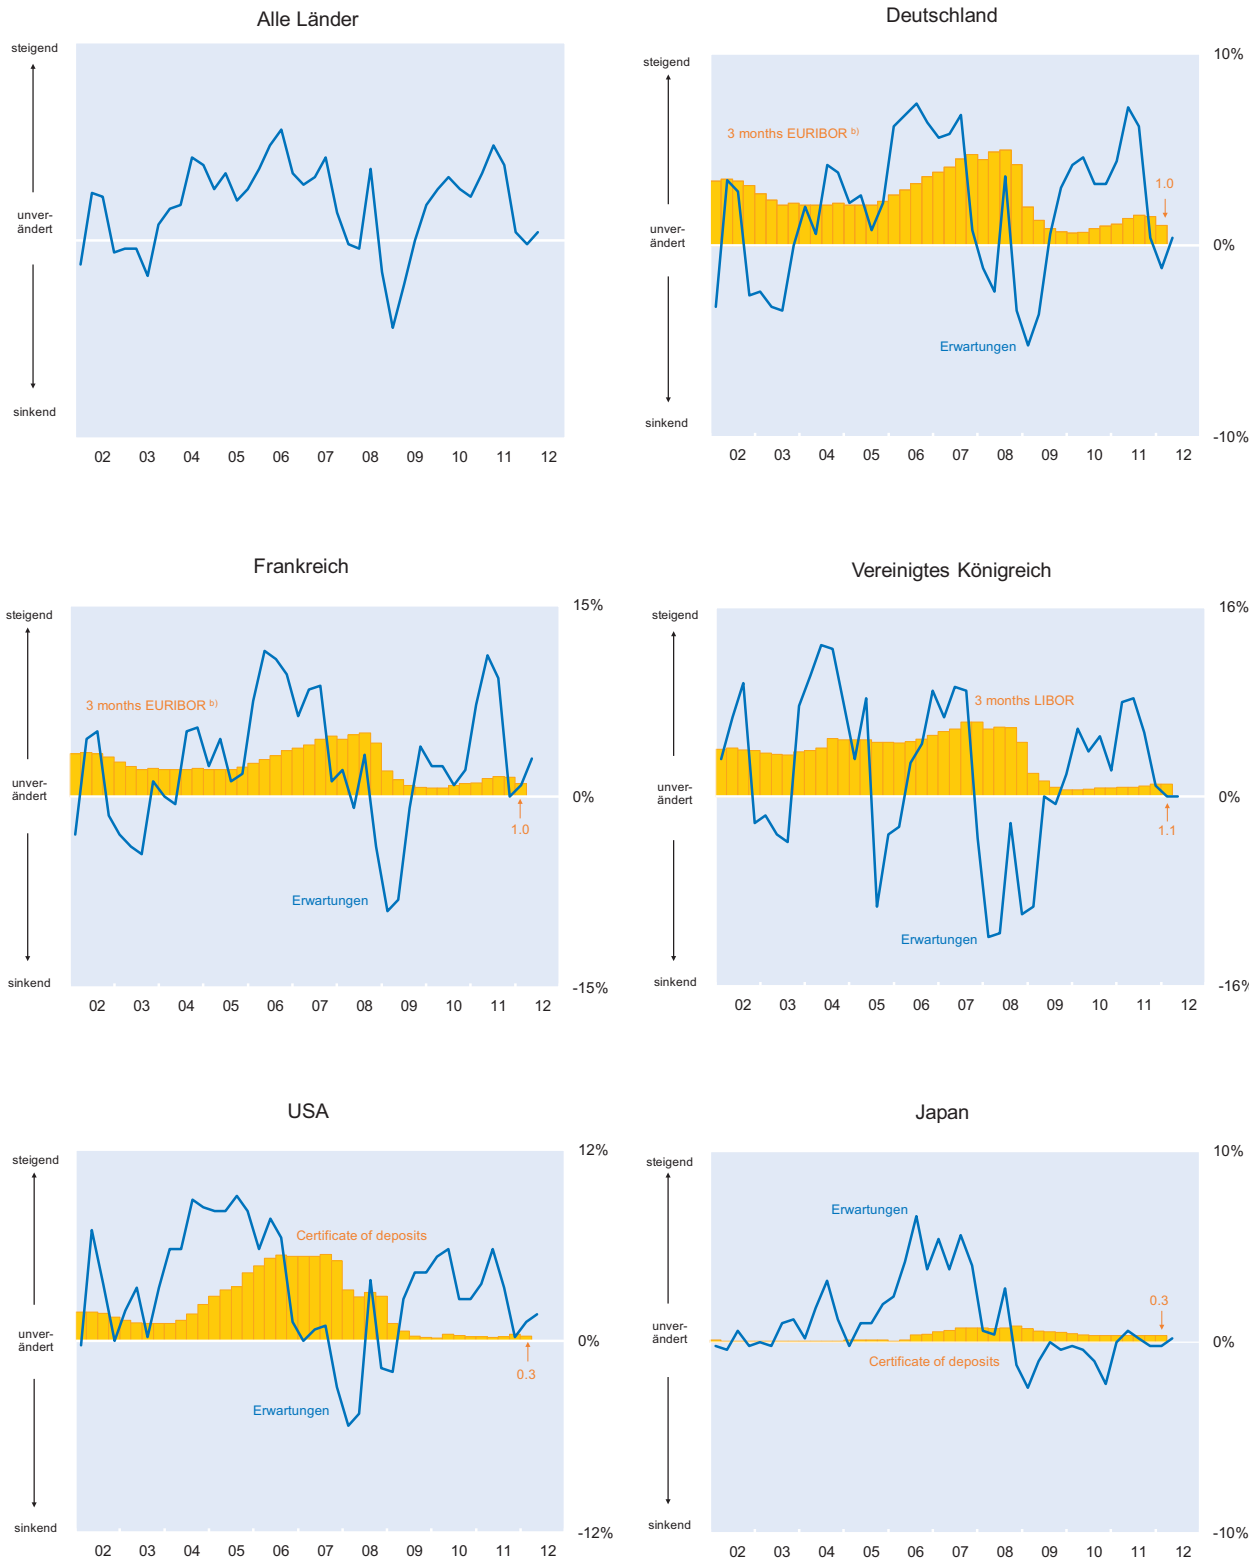 Alle Länder
steigend
unver-
ändert
sinkend
02 03 04 05 06 07 08 09 10 11 12
Deutschland
steigend
unver-
ändert
sinkend
10%
0%
-10%
3 months EURIBOR b)
1.0
Erwartungen
02 03 04 05 06 07 08 09 10 11 12
Frankreich
steigend
unver-
ändert
sinkend
15%
0%
-15%
3 months EURIBOR b)
1.0
Erwartungen
02 03 04 05 06 07 08 09 10 11 12
Vereinigtes Königreich
steigend
unver-
ändert
sinkend
16%
0%
-16%
3 months LIBOR
1.1
Erwartungen
02 03 04 05 06 07 08 09 10 11 12
USA
steigend
unver-
ändert
sinkend
12%
0%
-12%
Certificate of deposits
0.3
Erwartungen
02 03 04 05 06 07 08 09 10 11 12
Japan
steigend
unver-
ändert
sinkend
10%
0%
-10%
Erwartungen
0.3
Certificate of deposits
02 03 04 05 06 07 08 09 10 11 12